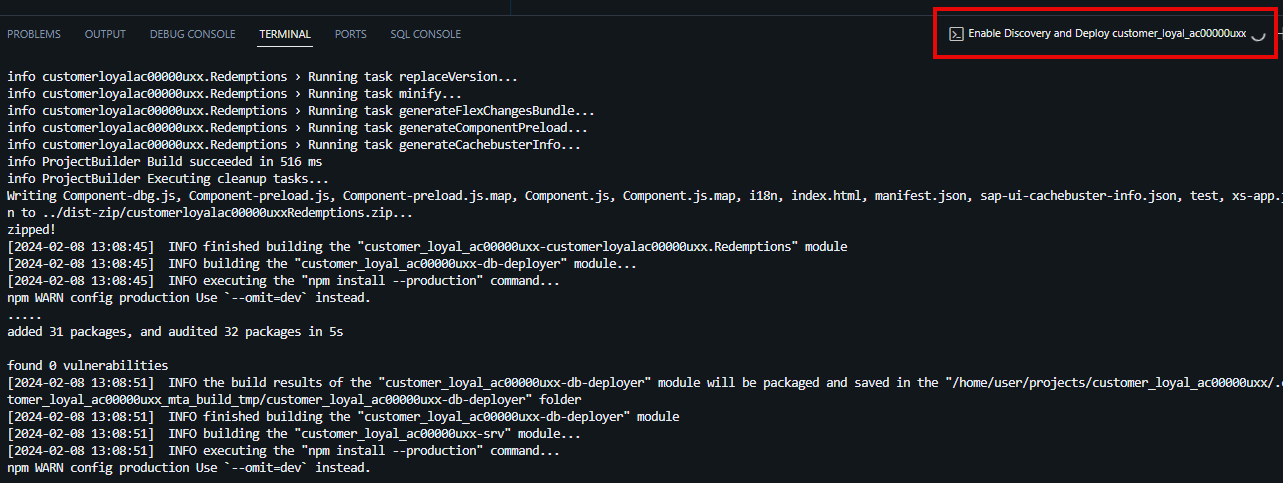 PROBLEMS OUTPUT DEBUG CONSOLE TERMINAL PORTS SQL CONSOLE Enable Discovery and Deploy customer_loyal_ac00000uxx
info customerloyalac00000uxx.Redemptions › Running task replaceVersion...
info customerloyalac00000uxx.Redemptions › Running task minify...
info customerloyalac00000uxx.Redemptions › Running task generateFlexChangesBundle...
info customerloyalac00000uxx.Redemptions › Running task generateComponentPreload...
info customerloyalac00000uxx.Redemptions › Running task generateCachebusterInfo...
info ProjectBuilder Build succeeded in 516 ms
info ProjectBuilder Executing cleanup tasks...
Writing Component-dbg.js, Component-preload.js, Component-preload.js.map, Component.js, Component.js.map, i18n, index.html, manifest.json, sap-ui-cachebuster-info.json, test, xs-app.j
n to ../dist-zip/customerloyalac00000uxxRedemptions.zip...
zipped!
[2024-02-08 13:08:45]  INFO finished building the "customer_loyal_ac00000uxx-customerloyalac00000uxx.Redemptions" module
[2024-02-08 13:08:45]  INFO building the "customer_loyal_ac00000uxx-db-deployer" module...
[2024-02-08 13:08:45]  INFO executing the "npm install --production" command...
npm WARN config production Use `--omit=dev` instead.
.....
added 31 packages, and audited 32 packages in 5s
found 0 vulnerabilities
[2024-02-08 13:08:51]  INFO the build results of the "customer_loyal_ac00000uxx-db-deployer" module will be packaged and saved in the "/home/user/projects/customer_loyal_ac00000uxx/.
tomer_loyal_ac00000uxx_mta_build_tmp/customer_loyal_ac00000uxx-db-deployer" folder
[2024-02-08 13:08:51]  INFO finished building the "customer_loyal_ac00000uxx-db-deployer" module
[2024-02-08 13:08:51]  INFO building the "customer_loyal_ac00000uxx-srv" module...
[2024-02-08 13:08:51]  INFO executing the "npm install --production" command...
npm WARN config production Use `--omit=dev` instead.